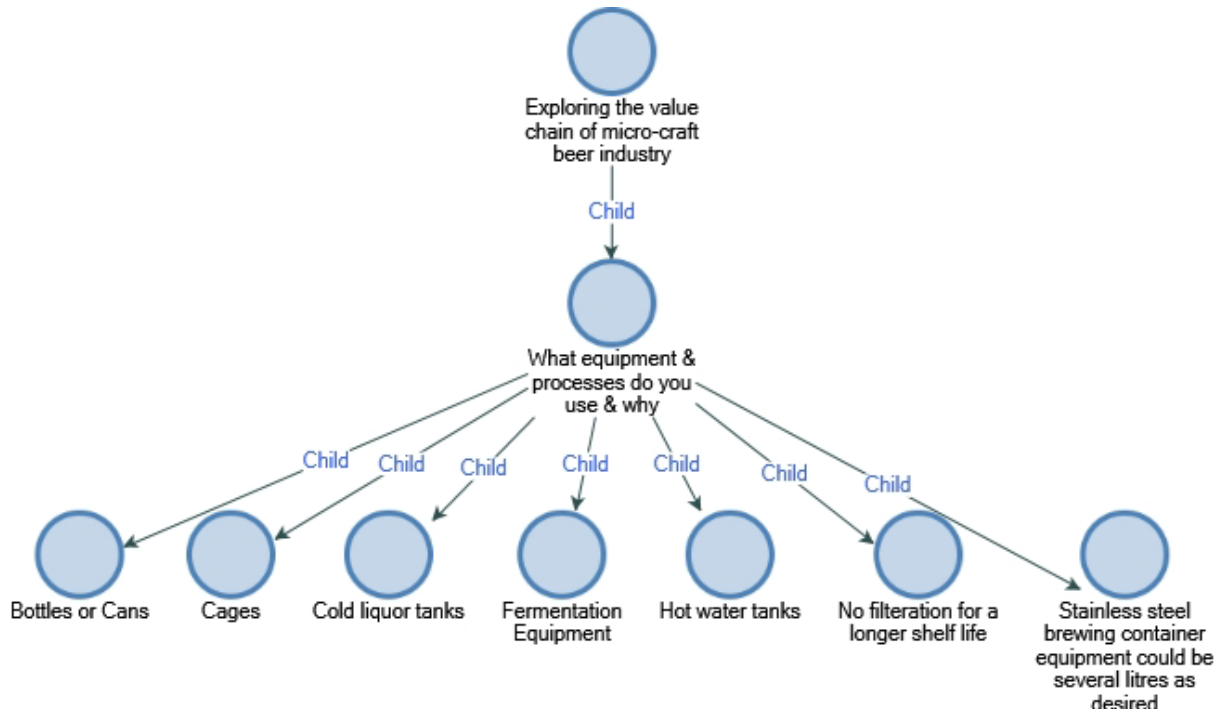 Exploring the value
chain of micro-craft
beer industry
Child
What equipment &
processes do you
use & why
Child
Child
Child
Child
Child
Child
Child
Bottles or Cans
Cages
Cold liquor tanks
Fermentation
Equipment
Hot water tanks
No filteration for a
longer shelf life
Stainless steel
brewing container
equipment could be
several litres as
desired